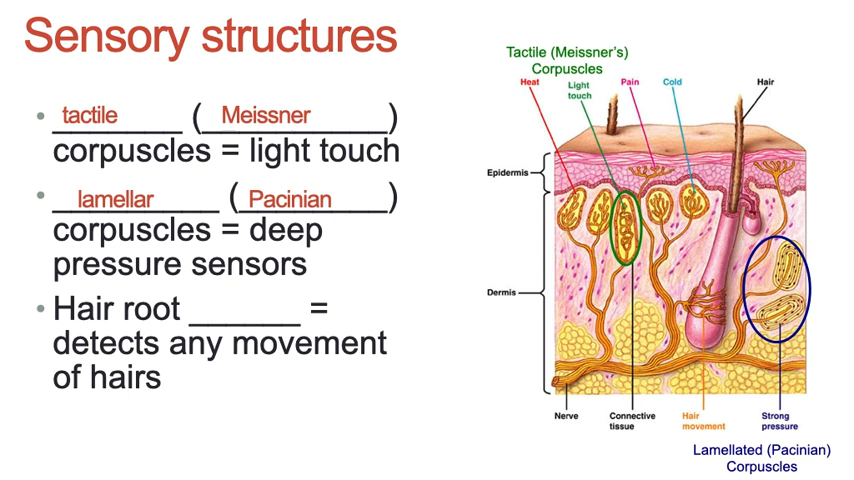 Sensory structures
• tactile (Meissner)
corpuscles = light touch
• lamellar (Pacinian)
corpuscles = deep
pressure sensors
• Hair root ______ =
detects any movement
of hairs
Tactile (Meissner's)
Corpuscles
Heat
Light
touch
Pain
Cold
Hair
Epidermis
Dermis
Nerve
Connective
tissue
Hair
movement
Strong
pressure
Lamellated (Pacinian)
Corpuscles